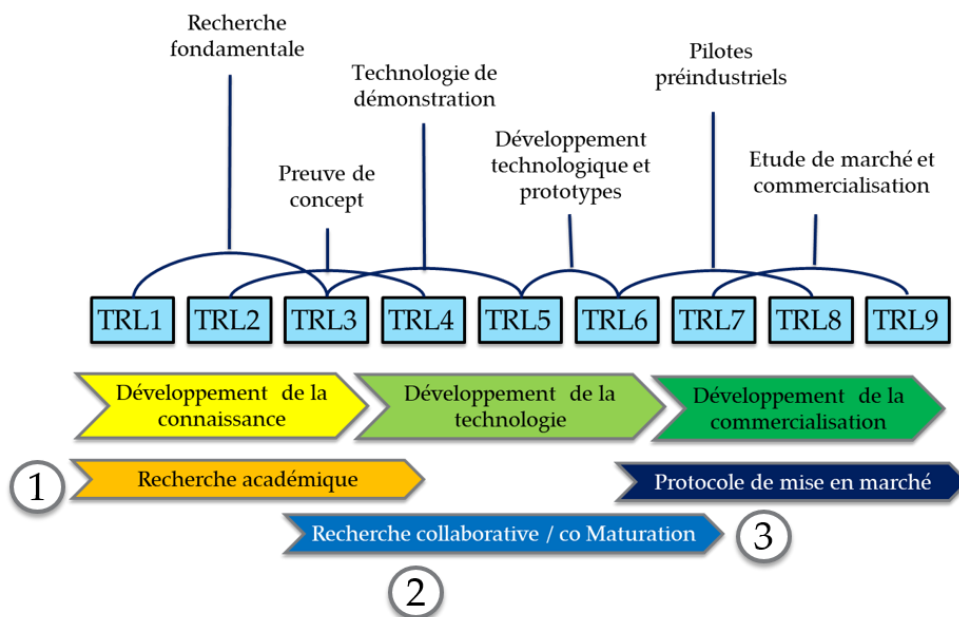 Recherche
fondamentale
Technologie de
démonstration
Pilotes
préindustriels
Preuve de
concept
Développement
technologique et
prototypes
Etude de marché et
commercialisation
TRL1 TRL2 TRL3 TRL4 TRL5 TRL6 TRL7 TRL8 TRL9
Développement de la
connaissance
Développement de la
technologie
Développement de la
commercialisation
1
Recherche académique
Protocole de mise en marché
Recherche collaborative / co Maturation
3
2